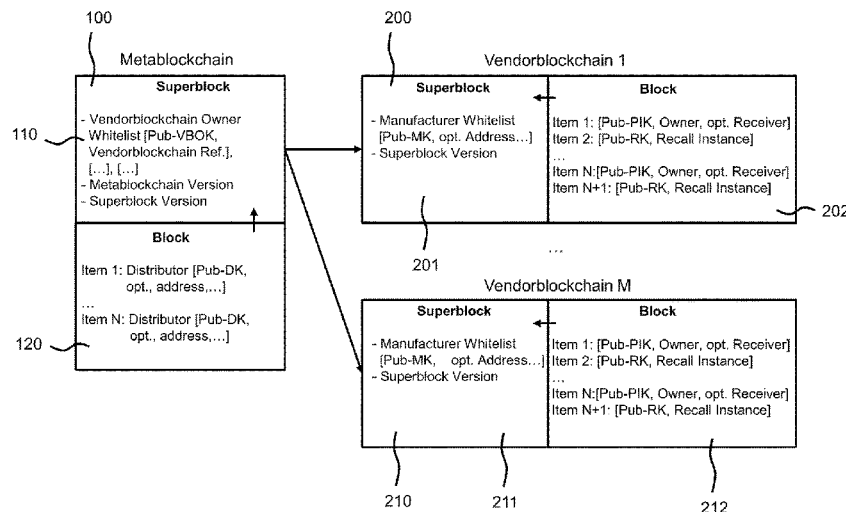 100
Metablockchain
Superblock
- Vendorblockchain Owner
Whitelist [Pub-VBOK,
Vendorblockchain Ref.],
[...], [...]
- Metablockchain Version
- Superblock Version
110
Block
Item 1: Distributor [Pub-DK,
opt., address,...]
...
Item N: Distributor [Pub-DK,
opt., address,...]
120
200
Vendorblockchain 1
Superblock
- Manufacturer Whitelist
[Pub-MK, opt. Address...]
- Superblock Version
201
Block
Item 1: [Pub-PIK, Owner, opt. Receiver]
Item 2: [Pub-RK, Recall Instance]
...
Item N:[Pub-PIK, Owner, opt. Receiver]
Item N+1: [Pub-RK, Recall Instance]
202
...
Vendorblockchain M
Superblock
- Manufacturer Whitelist
[Pub-MK, opt. Address...]
- Superblock Version
Block
Item 1: [Pub-PIK, Owner, opt. Receiver]
Item 2: [Pub-RK, Recall Instance]
...
Item N:[Pub-PIK, Owner, opt. Receiver]
Item N+1: [Pub-RK, Recall Instance]
210
211
212